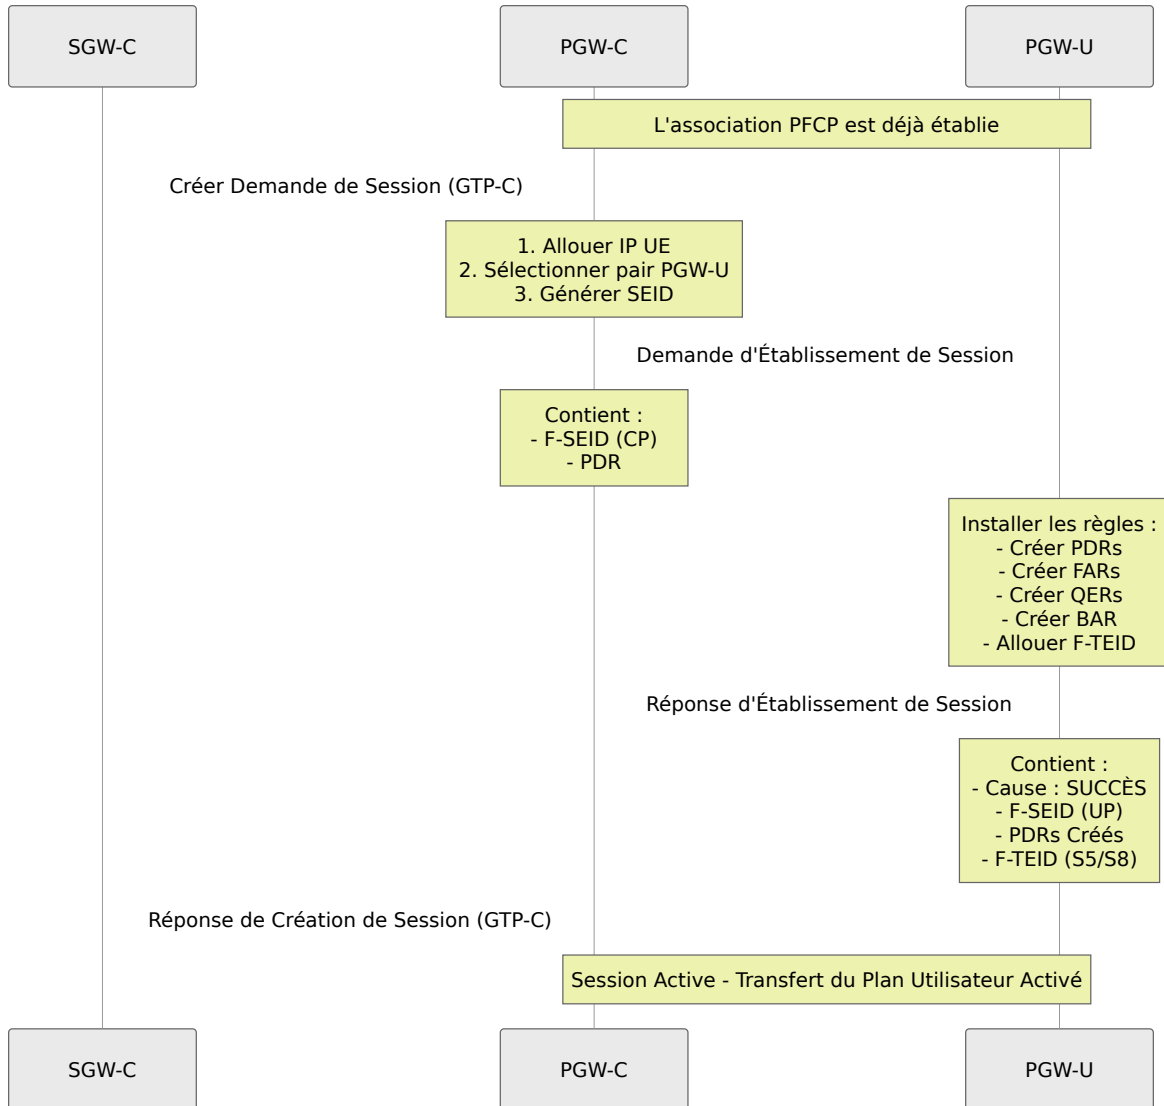 SGW-C
PGW-C
PGW-U
L'association PFCP est déjà établie
Créer Demande de Session (GTP-C)
1. Allouer IP UE
2. Sélectionner pair PGW-U
3. Générer SEID
Demande d'Établissement de Session
Contient :
- F-SEID (CP)
- PDR
Installer les règles :
- Créer PDRs
- Créer FARs
- Créer QERs
- Créer BAR
- Allouer F-TEID
Réponse d'Établissement de Session
Contient :
- Cause : SUCCÈS
- F-SEID (UP)
- PDRs Créés
- F-TEID (S5/S8)
Réponse de Création de Session (GTP-C)
Session Active - Transfert du Plan Utilisateur Activé
SGW-C
PGW-C
PGW-U